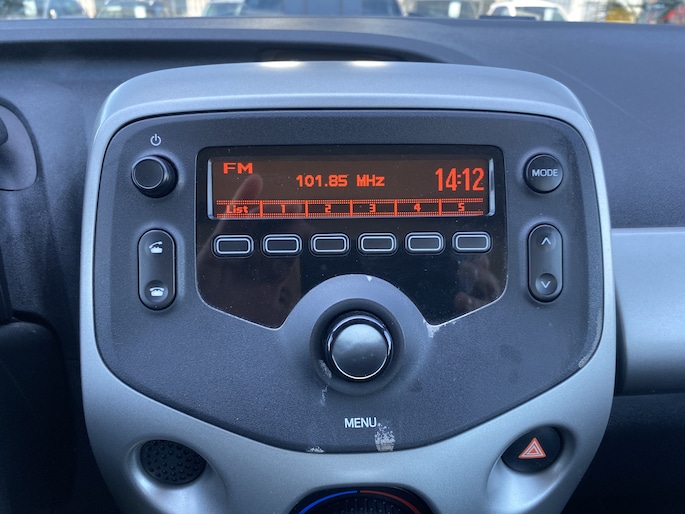 FM
101.85 MHz
14:12
MODE
List 1 2 3 4 5
MENU